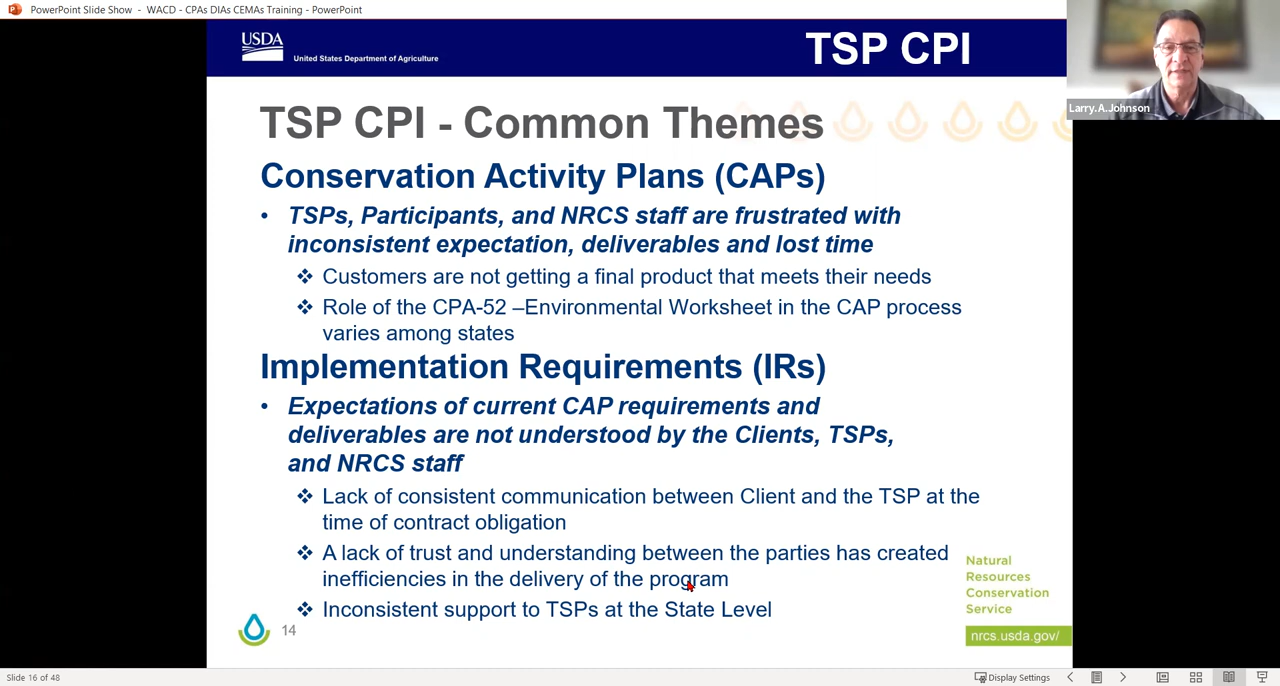 PowerPoint Slide Show - WACD - CPAs DIAs CEMAs Training - PowerPoint
USDA
United States Department of Agriculture
TSP CPI
Larry.A.Johnson
TSP CPI - Common Themes
Conservation Activity Plans (CAPs)
• TSPs, Participants, and NRCS staff are frustrated with
inconsistent expectation, deliverables and lost time
❖ Customers are not getting a final product that meets their needs
❖ Role of the CPA-52 –Environmental Worksheet in the CAP process
varies among states
Implementation Requirements (IRs)
• Expectations of current CAP requirements and
deliverables are not understood by the Clients, TSPs,
and NRCS staff
❖ Lack of consistent communication between Client and the TSP at the
time of contract obligation
❖ A lack of trust and understanding between the parties has created
inefficiencies in the delivery of the program
❖ Inconsistent support to TSPs at the State Level
14
Natural
Resources
Conservation
Service
nrcs.usda.gov/
Slide 16 of 48
Display Settings